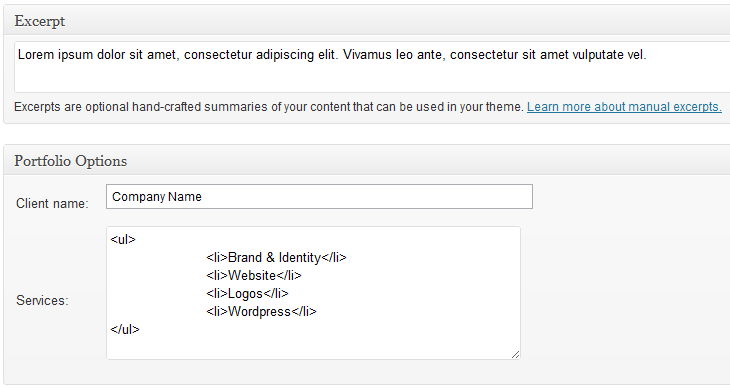 Excerpt
Lorem ipsum dolor sit amet, consectetur adipiscing elit. Vivamus leo ante, consectetur sit amet vulputate vel.
Excerpts are optional hand-crafted summaries of your content that can be used in your theme. Learn more about manual excerpts.
Portfolio Options
Client name: Company Name
<ul>
<li>Brand & Identity</li>
<li>Website</li>
Services: <li>Logos</li>
<li>Wordpress</li>
</ul>